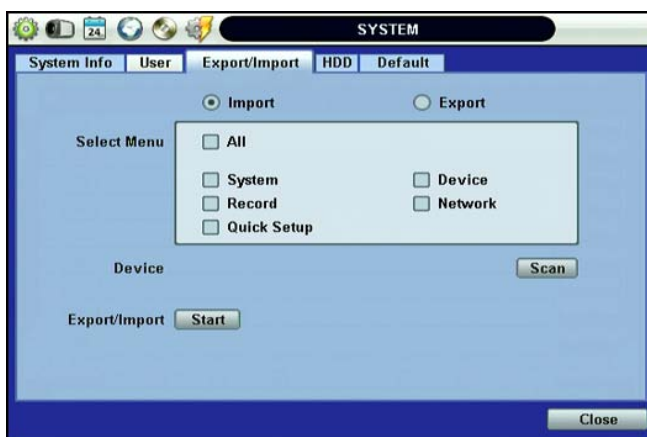 24
SYSTEM
System Info User Export/Import HDD Default
Import Export
Select Menu All
System Device
Record Network
Quick Setup
Device Scan
Export/Import Start
Close